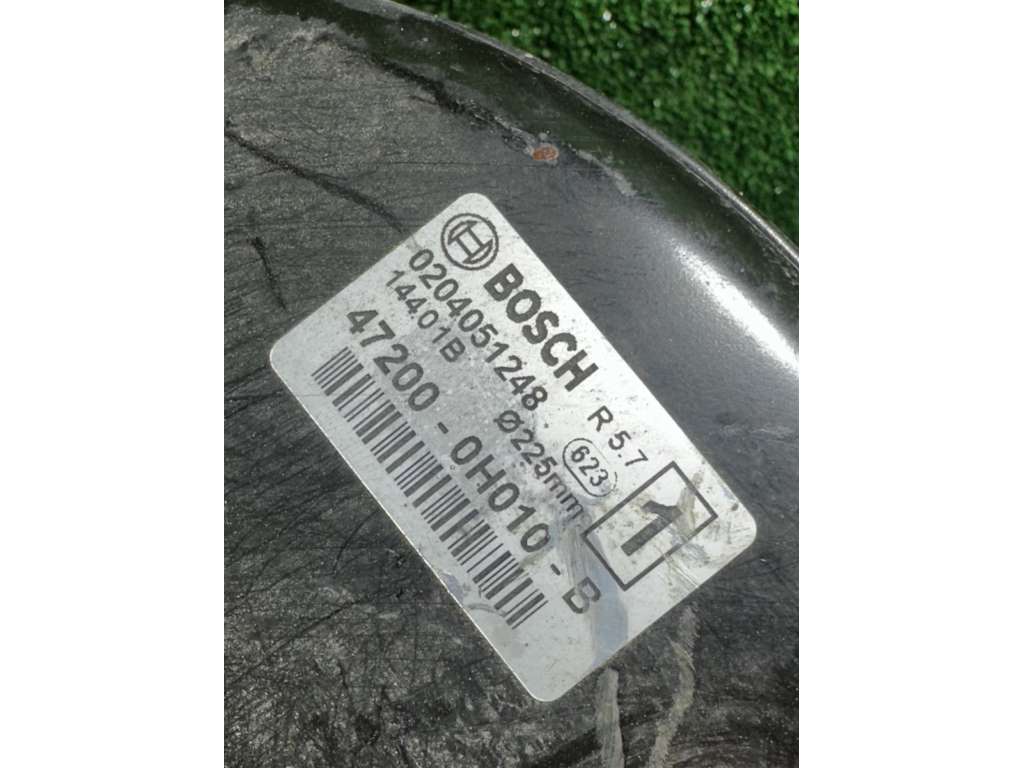 BOSCH
0204051248 R 5.7
14401B Ø225mm 623
47200-0H010-B
1